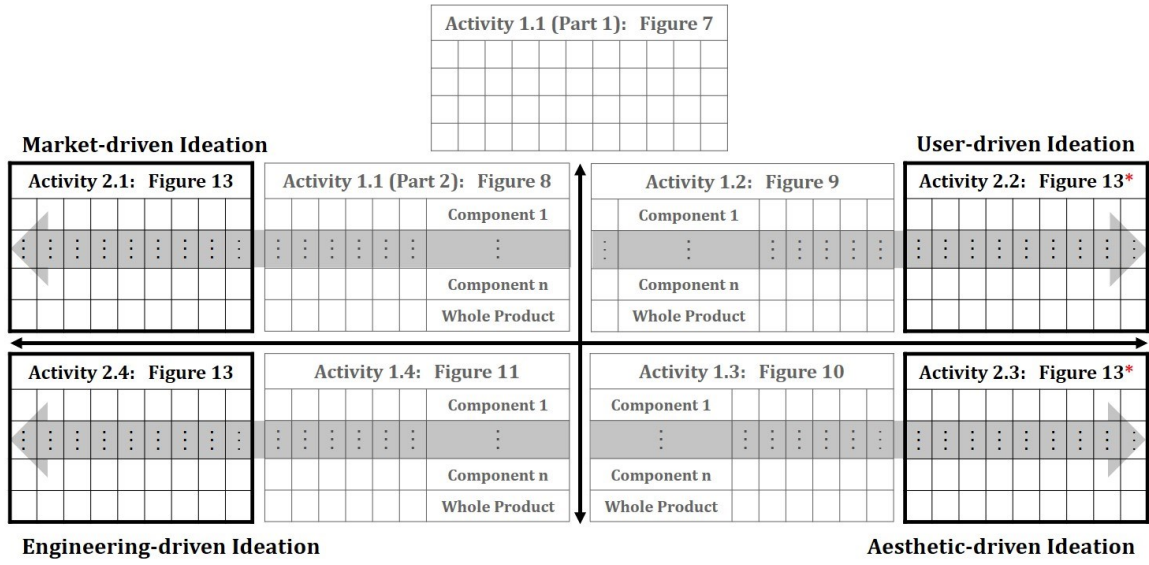 Activity 1.1 (Part 1): Figure 7
Market-driven Ideation
User-driven Ideation
Activity 2.1: Figure 13
Activity 1.1 (Part 2): Figure 8
Activity 1.2: Figure 9
Activity 2.2: Figure 13*
Component 1
Component 1
Component n
Component n
Whole Product
Whole Product
Activity 2.4: Figure 13
Activity 1.4: Figure 11
Activity 1.3: Figure 10
Activity 2.3: Figure 13*
Component 1
Component 1
Component n
Component n
Whole Product
Whole Product
Engineering-driven Ideation
Aesthetic-driven Ideation